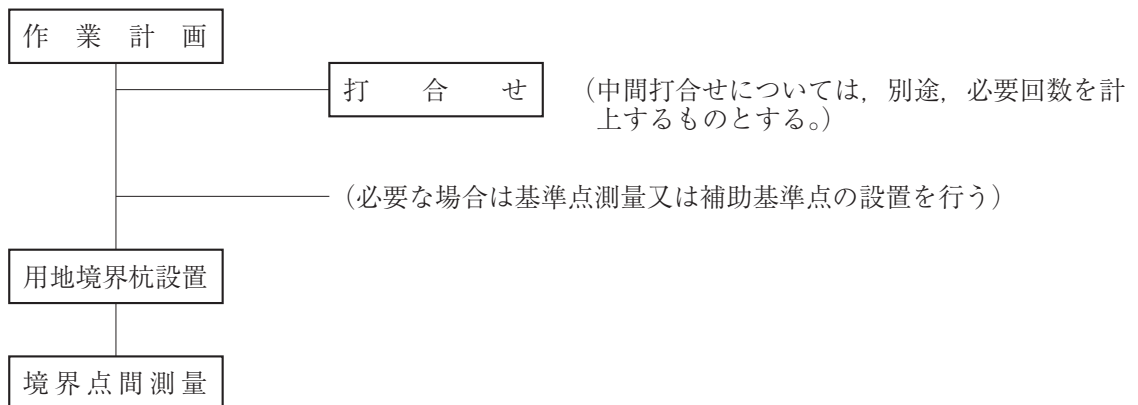 作業計画
打合せ
（中間打合せについては，別途，必要回数を計
上するものとする。）
（必要な場合は基準点測量又は補助基準点の設置を行う）
用地境界杭設置
境界点間測量